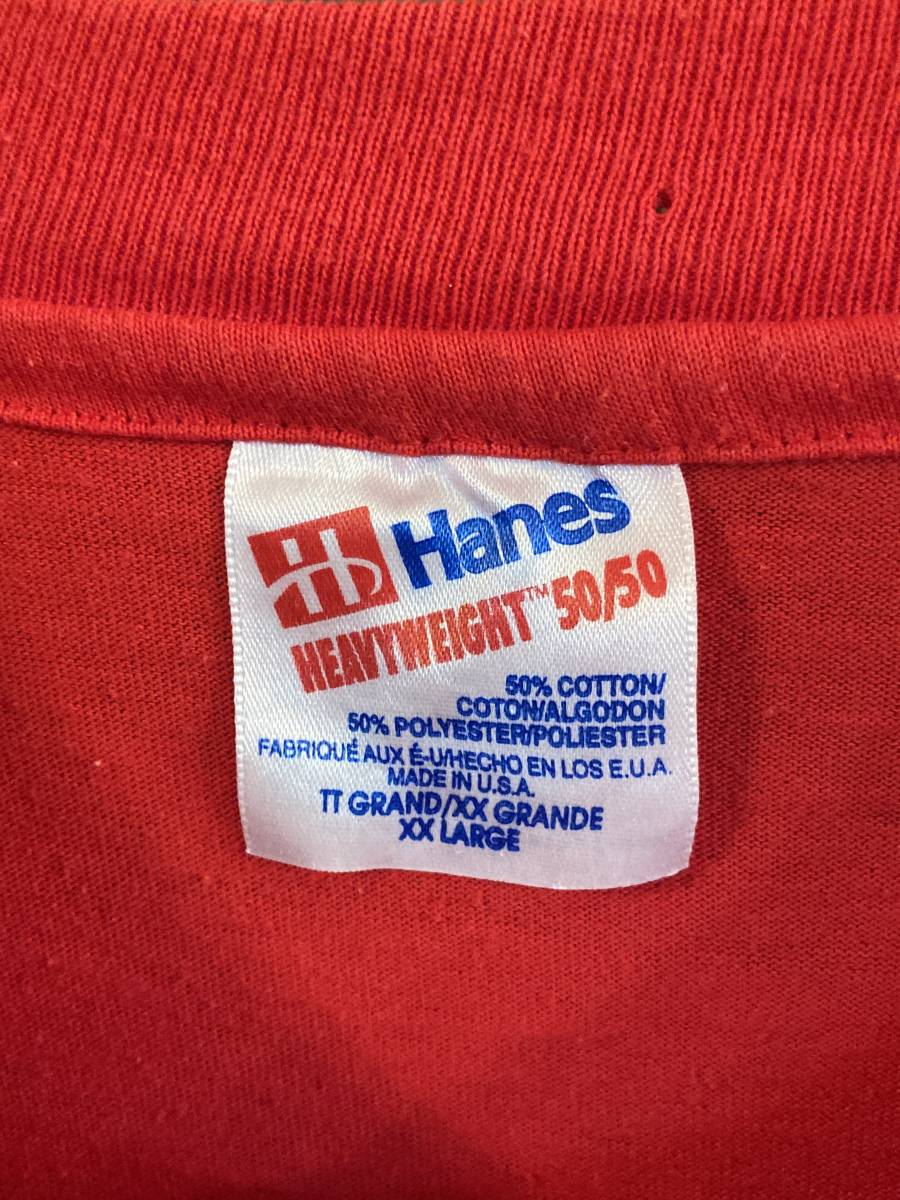 H Hanes
HEAVYWEIGHT™ 50/50
50% COTTON/
COTON/ALGODON
50% POLYESTER/POLIESTER
FABRIQUÉ AUX É-U/HECHO EN LOS E.U.A.
MADE IN U.S.A.
TT GRAND/XX GRANDE
XX LARGE